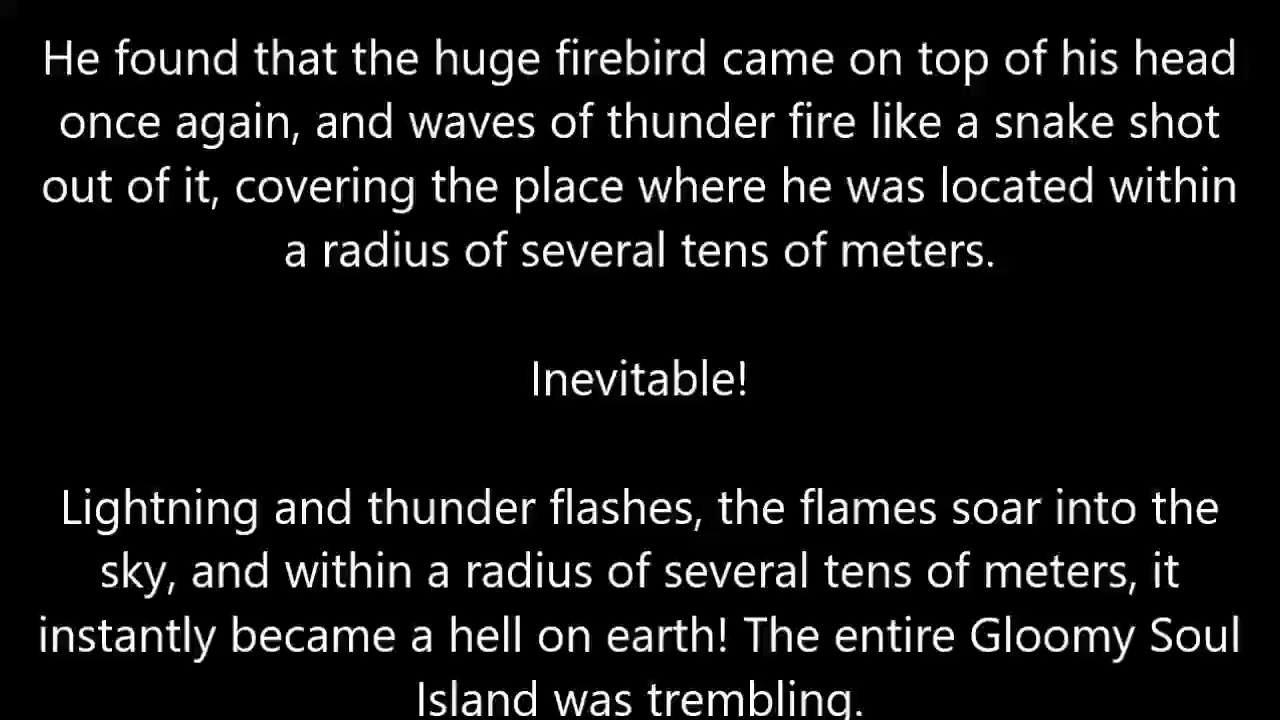 He found that the huge firebird came on top of his head
once again, and waves of thunder fire like a snake shot
out of it, covering the place where he was located within
a radius of several tens of meters.
Inevitable!
Lightning and thunder flashes, the flames soar into the
sky, and within a radius of several tens of meters, it
instantly became a hell on earth! The entire Gloomy Soul
Island was trembling.